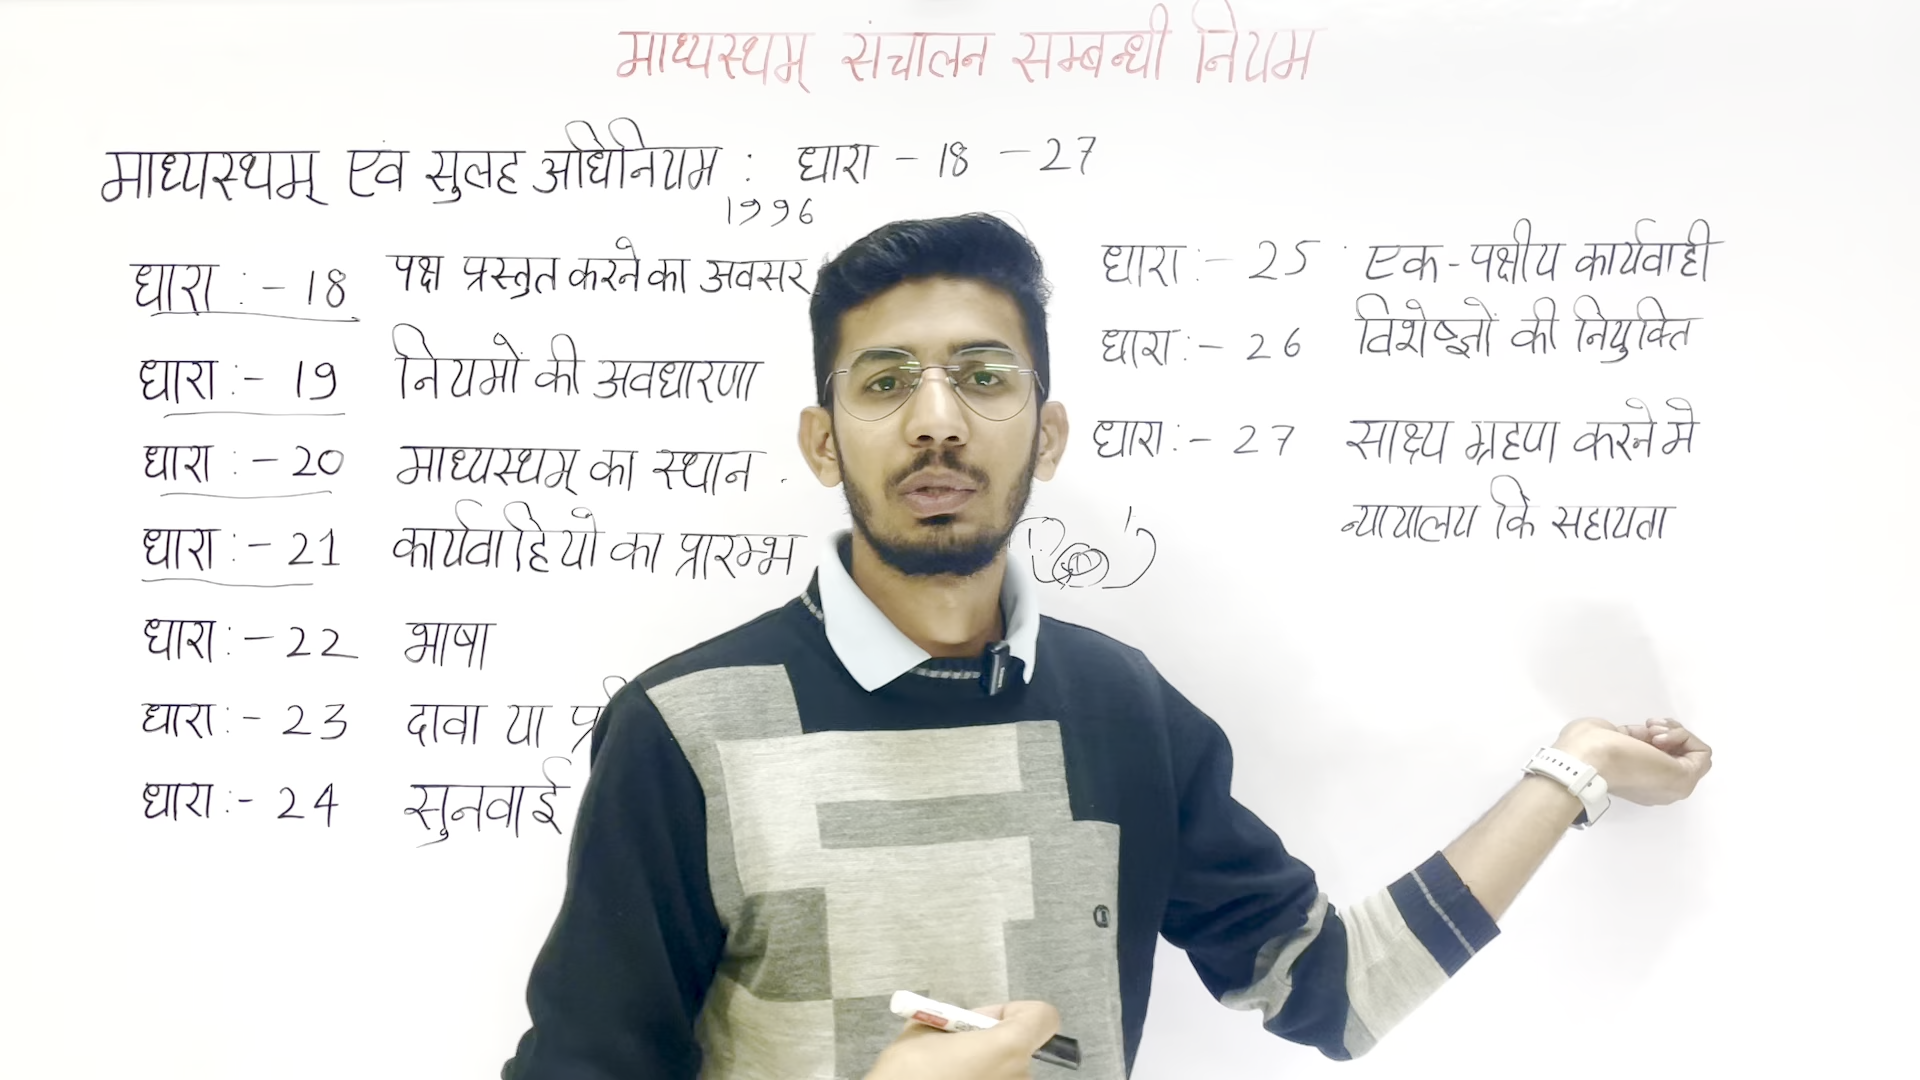 माध्यस्थम् संचालन सम्बन्धी नियम
माध्यस्थम् एवं सुलह अधिनियम : धारा - 18 - 27
1996
धारा :- 18 पक्ष प्रस्तुत करने का अवसर
धारा :- 19 नियमों की अवधारणा
धारा :- 20 माध्यस्थम् का स्थान
धारा :- 21 कार्यवाहियों का प्रारम्भ
धारा :- 22 भाषा
धारा :- 23 दावा या
धारा :- 24 सुनवाई
धारा :- 25 एक-पक्षीय कार्यवाही
धारा :- 26 विशेष्ज्ञों की नियुक्ति
धारा :- 27 साक्ष्य ग्रहण करने मे
न्यायालय कि सहायता